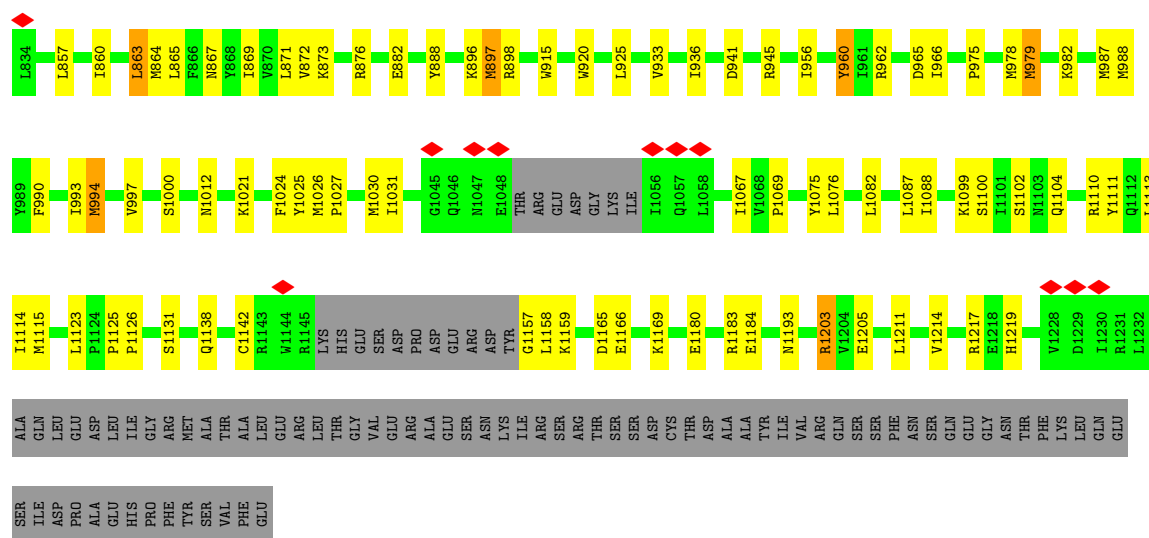 L834 L857 I860 L863 M864 L865 F866 N867 Y868 I869 V870 L871 V872 K873 R876 E882 Y888 K896 M897 R898 W915 W920 L925 V933 I936 D941 R945 I956 Y960 I961 R962 D965 I966 P975 M978 M979 K982 M987 M988
Y989 F990 I993 M994 V997 S1000 N1012 K1021 F1024 Y1025 M1026 P1027 M1030 I1031 G1045 Q1046 N1047 E1048 THR ARG GLU ASP GLY LYS ILE I1056 Q1057 L1058 I1067 V1068 P1069 Y1075 L1076 L1082 L1087 I1088 K1099 S1100 I1101 S1102 N1103 Q1104 R1110 Y1111 Q1112
I1114 M1115 L1123 P1124 P1125 P1126 S1131 Q1138 C1142 R1143 W1144 R1145 LYS HIS GLU SER ASP PRO ASP GLU ARG ASP TYR G1157 L1158 K1159 D1165 E1166 K1169 E1180 R1183 E1184 N1193 R1203 V1204 E1205 L1211 V1214 R1217 E1218 H1219 V1228 D1229 I1230 R1231 L1232
ALA GLN LEU GLU ASP LEU ILE GLY ARG MET ALA THR ALA LEU GLU ARG LEU THR GLY VAL GLU ARG ALA GLU SER ASN LYS ILE ARG SER ARG THR SER SER ASP CYS THR ASP ALA ALA TYR ILE VAL ARG GLN SER SER PHE ASN SER GLN GLU GLY ASN THR PHE LYS LEU GLN GLU
SER ILE ASP PRO ALA GLU HIS PRO PHE TYR SER VAL PHE GLU